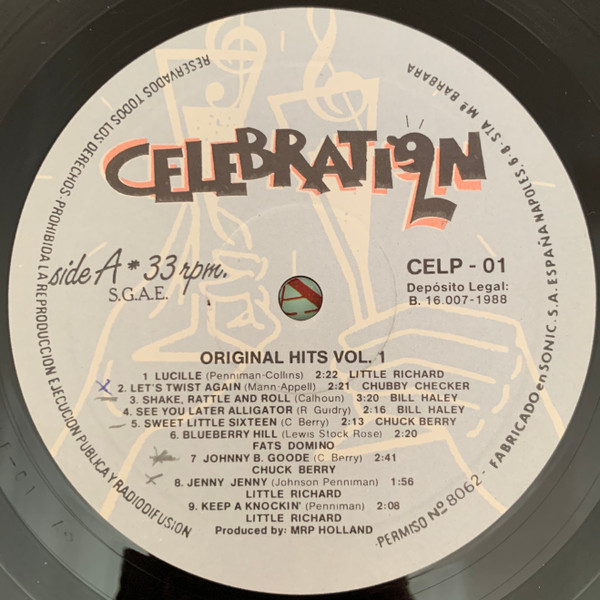 CELEBRATION
side A * 33 rpm.
S.G.A.E.
CELP - 01
Depósito Legal:
B. 16.007-1988
ORIGINAL HITS VOL. 1
1 LUCILLE (Penniman-Collins) 2:22 LITTLE RICHARD
2. LET'S TWIST AGAIN (Mann-Appell) 2:21 CHUBBY CHECKER
3. SHAKE, RATTLE AND ROLL (Calhoun) 3:20 BILL HALEY
4. SEE YOU LATER ALLIGATOR (R Guidry) 2:16 BILL HALEY
5. SWEET LITTLE SIXTEEN (C Berry) 2:13 CHUCK BERRY
6. BLUEBERRY HILL (Lewis Stock Rose) 2:20
FATS DOMINO
7 JOHNNY B. GOODE (C Berry) 2:41
CHUCK BERRY
8. JENNY JENNY (Johnson Penniman) 1:56
LITTLE RICHARD
9. KEEP A KNOCKIN' (Penniman) 2:08
LITTLE RICHARD
Produced by: MRP HOLLAND
RESERVADOS TODOS LOS DERECHOS·PROHIBIDA LA REPRODUCCION EJECUCION PUBLICA Y RADIODIFUSION
·PERMISO Nº 8062- FABRICADO en SONIC, S.A. ESPAÑA NAPOLES, 6-8·STA Mª BARBARA